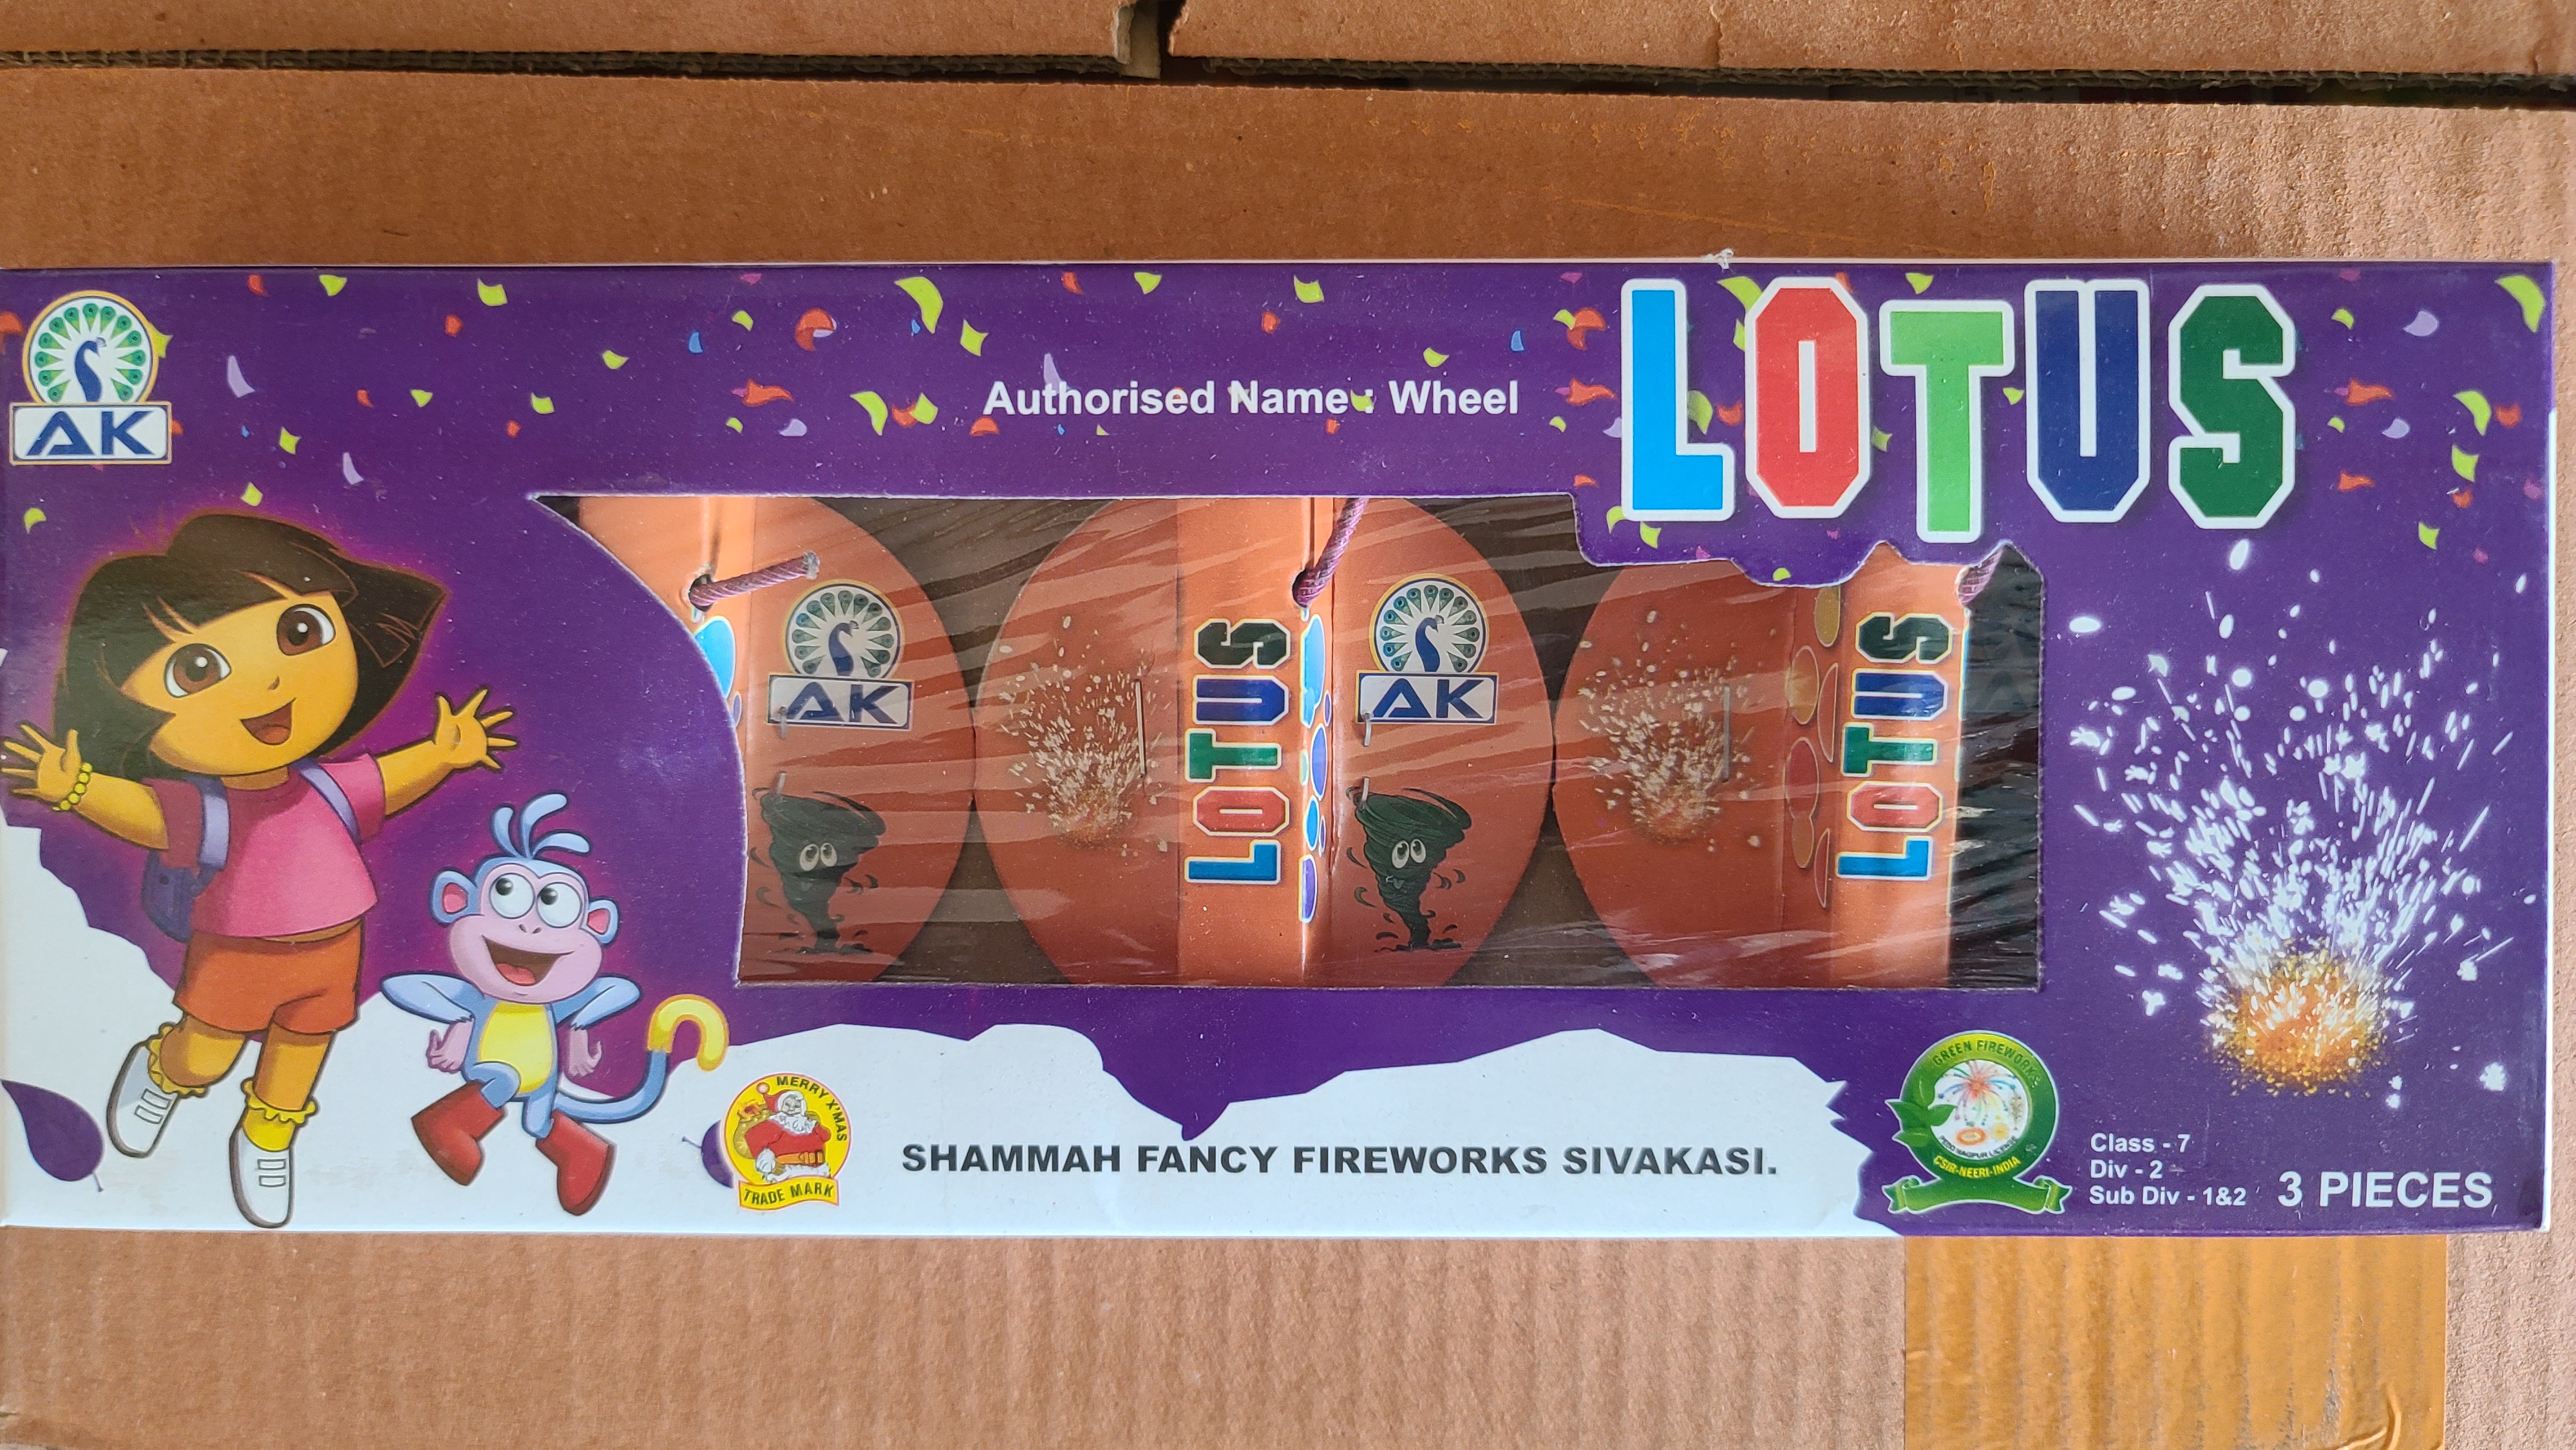 AK
Authorised Name: Wheel
LOTUS
AK
LOTUS
AK
LOTUS
MERRY X'MAS
TRADE MARK
SHAMMAH FANCY FIREWORKS SIVAKASI.
GREEN FIREWORKS
CSIR-NEERI-INDIA
Class - 7
Div - 2
Sub Div - 1&2
3 PIECES